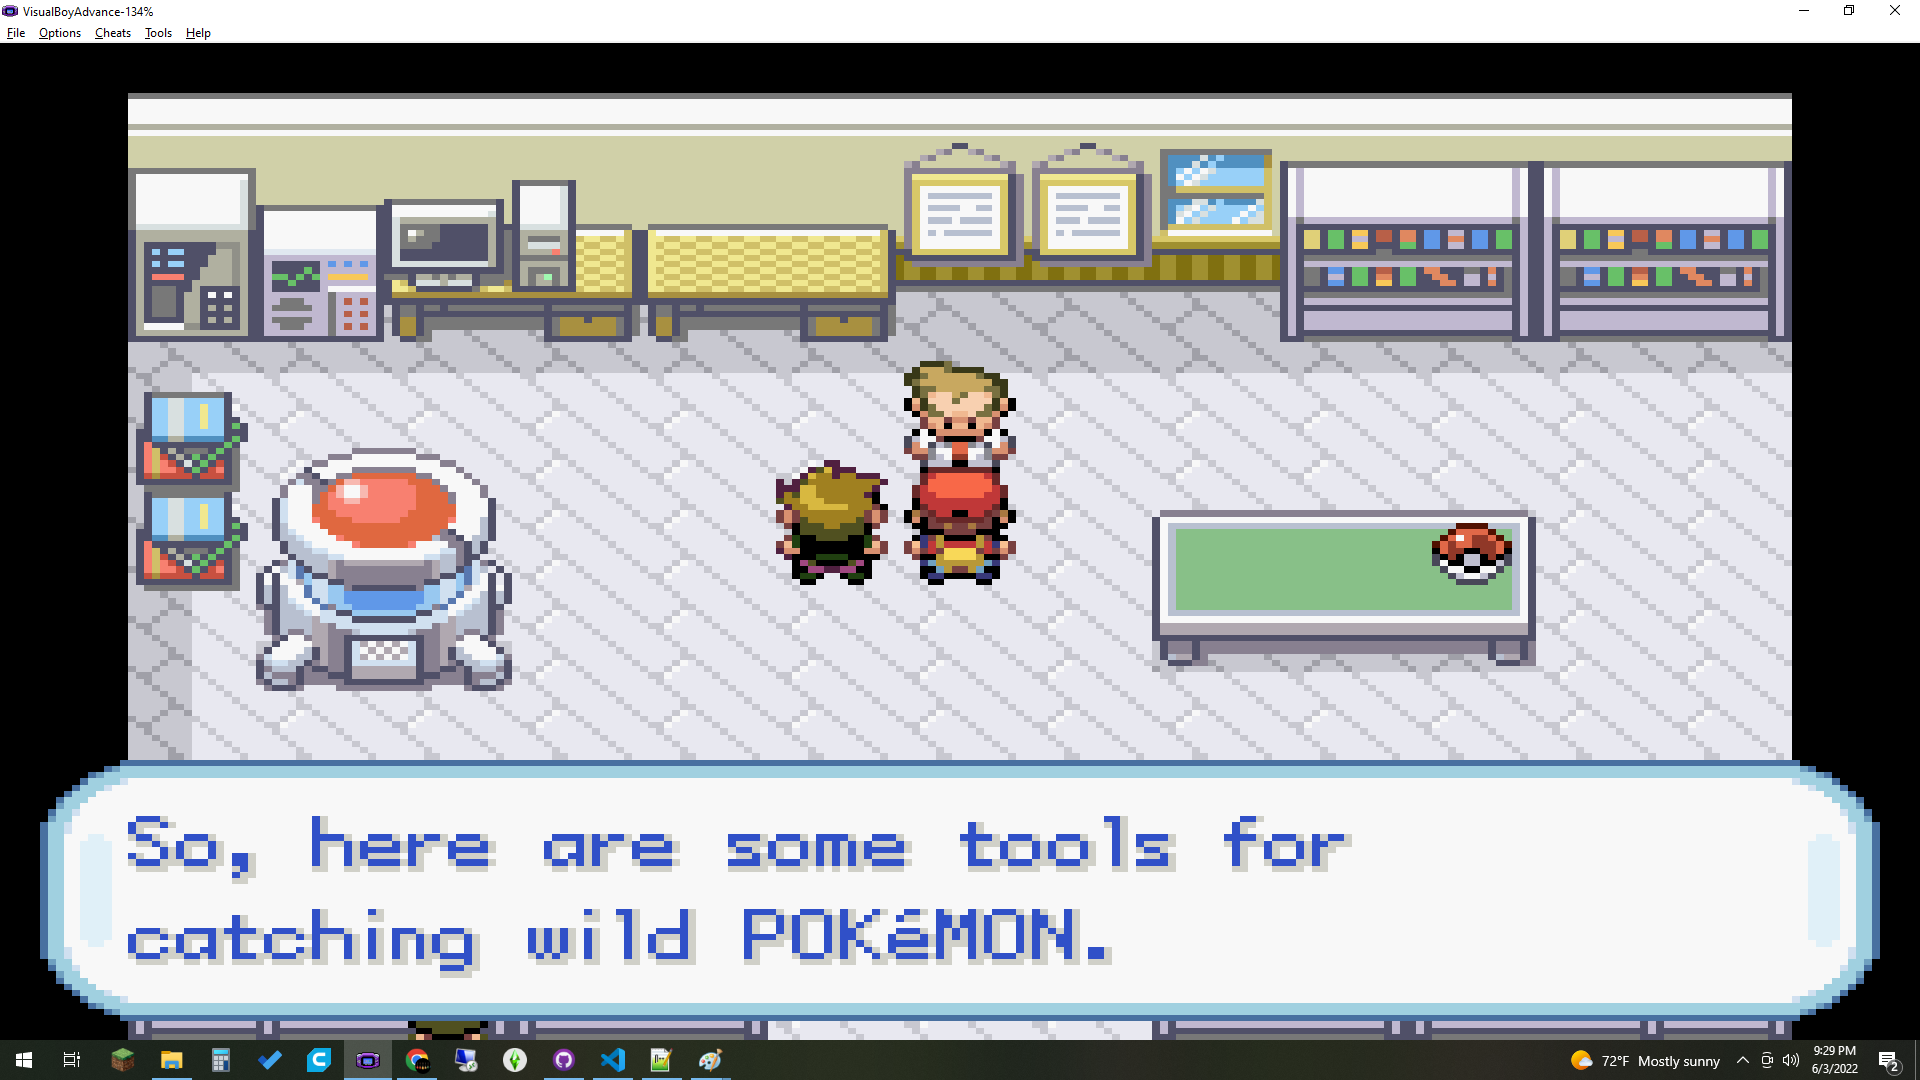 VisualBoyAdvance-134%
File Options Cheats Tools Help
So, here are some tools for
catching wild POKéMON.
72°F Mostly sunny
9:29 PM
6/3/2022
2